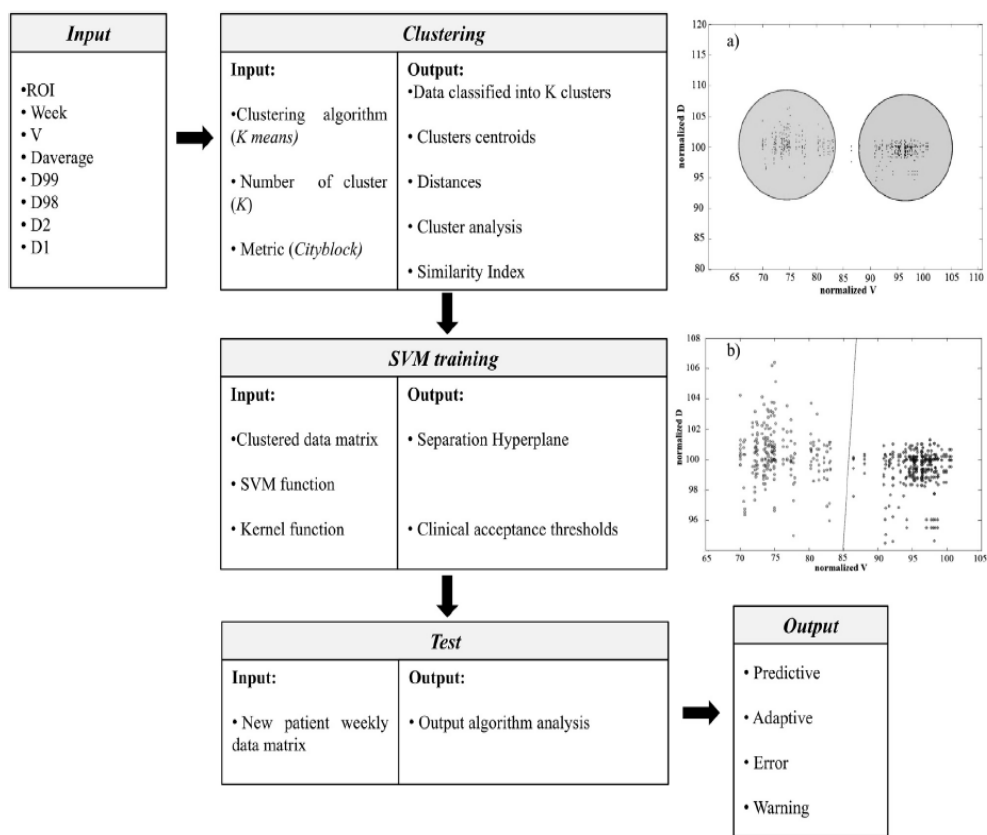 Input
•ROI
•Week
•V
•Daverage
•D99
•D98
•D2
•D1
Clustering
Input:
•Clustering algorithm
(K means)
• Number of cluster
(K)
• Metric (Cityblock)
Output:
•Data classified into K clusters
• Clusters centroids
• Distances
• Cluster analysis
• Similarity Index
a)
normalized D
120
115
110
105
100
95
90
85
80
65 70 75 80 85 90 95 100 105 110
normalized V
SVM training
Input:
•Clustered data matrix
• SVM function
• Kernel function
Output:
• Separation Hyperplane
• Clinical acceptance thresholds
b)
normalized D
108
106
104
102
100
98
96
65 70 75 80 85 90 95 100 105
normalized V
Test
Input:
• New patient weekly
data matrix
Output:
• Output algorithm analysis
Output
• Predictive
• Adaptive
• Error
• Warning